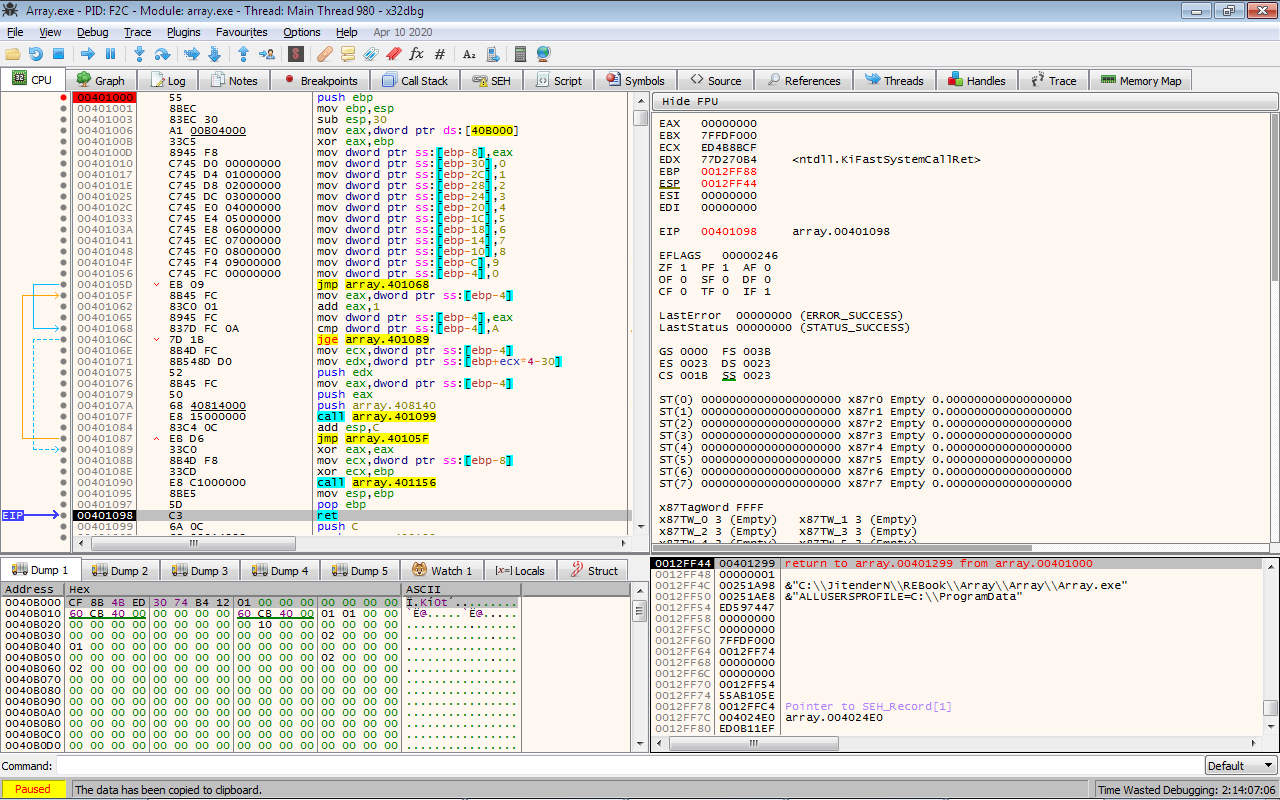 Array.exe - PID: F2C - Module: array.exe - Thread: Main Thread 980 - x32dbg
File View Debug Trace Plugins Favourites Options Help Apr 10 2020
CPU Graph Log Notes Breakpoints Call Stack SEH Script Symbols Source References Threads Handles Trace Memory Map
00401000 55 push ebp
00401001 8BEC mov ebp,esp
00401003 83EC 30 sub esp,30
00401006 A1 00B04000 mov eax,dword ptr ds:[40B000]
0040100B 33C5 xor eax,ebp
0040100D 8945 F8 mov dword ptr ss:[ebp-8],eax
00401010 C745 D0 00000000 mov dword ptr ss:[ebp-30],0
00401017 C745 D4 01000000 mov dword ptr ss:[ebp-2C],1
0040101E C745 D8 02000000 mov dword ptr ss:[ebp-28],2
00401025 C745 DC 03000000 mov dword ptr ss:[ebp-24],3
0040102C C745 E0 04000000 mov dword ptr ss:[ebp-20],4
00401033 C745 E4 05000000 mov dword ptr ss:[ebp-1C],5
0040103A C745 E8 06000000 mov dword ptr ss:[ebp-18],6
00401041 C745 EC 07000000 mov dword ptr ss:[ebp-14],7
00401048 C745 F0 08000000 mov dword ptr ss:[ebp-10],8
0040104F C745 F4 09000000 mov dword ptr ss:[ebp-C],9
00401056 C745 FC 00000000 mov dword ptr ss:[ebp-4],0
0040105D EB 09 jmp array.401068
0040105F 8B45 FC mov eax,dword ptr ss:[ebp-4]
00401062 83C0 01 add eax,1
00401065 8945 FC mov dword ptr ss:[ebp-4],eax
00401068 837D FC 0A cmp dword ptr ss:[ebp-4],A
0040106C 7D 1B jge array.401089
0040106E 8B4D FC mov ecx,dword ptr ss:[ebp-4]
00401071 8B548D D0 mov edx,dword ptr ss:[ebp+ecx*4-30]
00401075 52 push edx
00401076 8B45 FC mov eax,dword ptr ss:[ebp-4]
00401079 50 push eax
0040107A 68 40814000 push array.408140
0040107F E8 15000000 call array.401099
00401084 83C4 0C add esp,C
00401087 EB D6 jmp array.40105F
00401089 33C0 xor eax,eax
0040108B 8B4D F8 mov ecx,dword ptr ss:[ebp-8]
0040108E 33CD xor ecx,ebp
00401090 E8 C1000000 call array.401156
00401095 8BE5 mov esp,ebp
00401097 5D pop ebp
EIP 00401098 C3 ret
00401099 6A 0C push C
Hide FPU
EAX 00000000
EBX 7FFDF000
ECX ED4B8BCF
EDX 77D270B4 <ntdll.KiFastSystemCallRet>
EBP 0012FF88
ESP 0012FF44
ESI 00000000
EDI 00000000
EIP 00401098 array.00401098
EFLAGS 00000246
ZF 1 PF 1 AF 0
OF 0 SF 0 DF 0
CF 0 TF 0 IF 1
LastError 00000000 (ERROR_SUCCESS)
LastStatus 00000000 (STATUS_SUCCESS)
GS 0000 FS 003B
ES 0023 DS 0023
CS 001B SS 0023
ST(0) 00000000000000000000 x87r0 Empty 0.000000000000000000
ST(1) 00000000000000000000 x87r1 Empty 0.000000000000000000
ST(2) 00000000000000000000 x87r2 Empty 0.000000000000000000
ST(3) 00000000000000000000 x87r3 Empty 0.000000000000000000
ST(4) 00000000000000000000 x87r4 Empty 0.000000000000000000
ST(5) 00000000000000000000 x87r5 Empty 0.000000000000000000
ST(6) 00000000000000000000 x87r6 Empty 0.000000000000000000
ST(7) 00000000000000000000 x87r7 Empty 0.000000000000000000
x87TagWord FFFF
x87TW_0 3 (Empty) x87TW_1 3 (Empty)
x87TW_2 3 (Empty) x87TW_3 3 (Empty)
Dump 1 Dump 2 Dump 3 Dump 4 Dump 5 Watch 1 [x=] Locals Struct
Address Hex ASCII
0040B000 CF 8B 4B ED 30 74 B4 12 01 00 00 00 00 00 00 00 Ï.Kí0t´.........
0040B010 60 CB 40 00 00 00 00 00 60 CB 40 00 01 01 00 00 `Ë@.....`Ë@.....
0040B020 00 00 00 00 00 10 00 00 00 00 00 00 00 00 00 00 ................
0040B030 00 00 00 00 00 00 00 00 00 00 00 00 02 00 00 00 ................
0040B040 01 00 00 00 00 00 00 00 00 00 00 00 00 00 00 00 ................
0040B050 00 00 00 00 00 00 00 00 00 00 00 00 02 00 00 00 ................
0040B060 02 00 00 00 00 00 00 00 00 00 00 00 00 00 00 00 ................
0040B070 00 00 00 00 00 00 00 00 00 00 00 00 00 00 00 00 ................
0040B080 00 00 00 00 00 00 00 00 00 00 00 00 00 00 00 00 ................
0040B090 00 00 00 00 00 00 00 00 00 00 00 00 00 00 00 00 ................
0040B0A0 00 00 00 00 00 00 00 00 00 00 00 00 00 00 00 00 ................
0040B0B0 00 00 00 00 00 00 00 00 00 00 00 00 00 00 00 00 ................
0040B0C0 00 00 00 00 00 00 00 00 00 00 00 00 00 00 00 00 ................
0040B0D0 00 00 00 00 00 00 00 00 00 00 00 00 00 00 00 00 ................
0012FF44 00401299 return to array.00401299 from array.00401000
0012FF48 00000001
0012FF4C 00251A98 &"C:\\JitenderN\\REBook\\Array\\Array\\Array.exe"
0012FF50 00251AE8 &"ALLUSERSPROFILE=C:\\ProgramData"
0012FF54 ED597447
0012FF58 00000000
0012FF5C 00000000
0012FF60 7FFDF000
0012FF64 0012FF74
0012FF68 00000000
0012FF6C 00000000
0012FF70 0012FF54
0012FF74 55AB105E
0012FF78 0012FFC4 Pointer to SEH_Record[1]
0012FF7C 004024E0 array.004024E0
0012FF80 ED0B11EF
Command: Default
Paused The data has been copied to clipboard. Time Wasted Debugging: 2:14:07:06